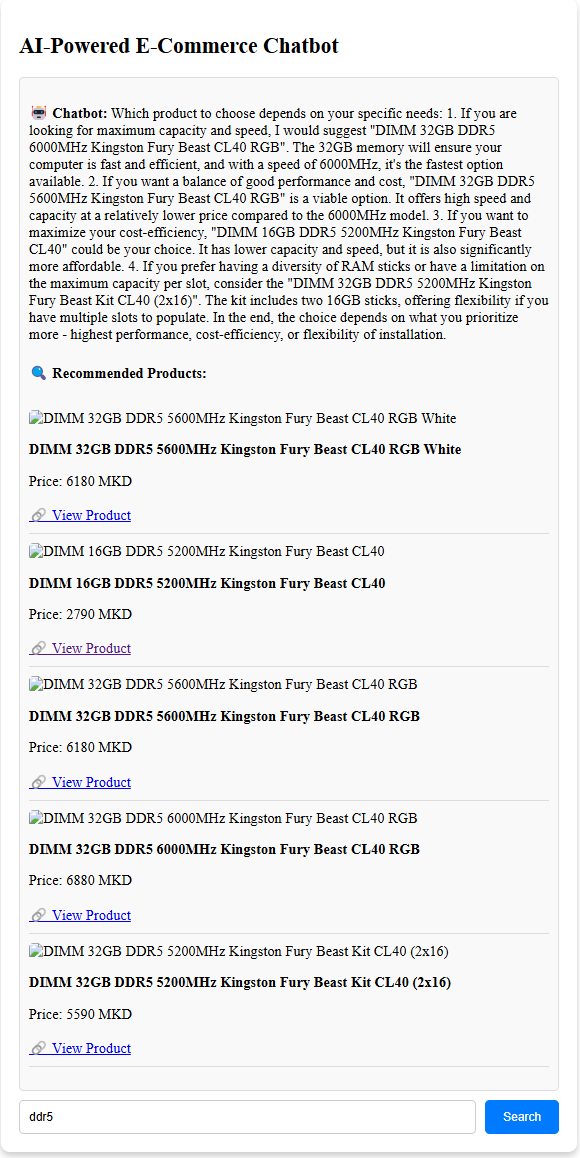 AI-Powered E-Commerce Chatbot
🤖 Chatbot: Which product to choose depends on your specific needs: 1. If you are
looking for maximum capacity and speed, I would suggest "DIMM 32GB DDR5
6000MHz Kingston Fury Beast CL40 RGB". The 32GB memory will ensure your
computer is fast and efficient, and with a speed of 6000MHz, it's the fastest option
available. 2. If you want a balance of good performance and cost, "DIMM 32GB DDR5
5600MHz Kingston Fury Beast CL40 RGB" is a viable option. It offers high speed and
capacity at a relatively lower price compared to the 6000MHz model. 3. If you want to
maximize your cost-efficiency, "DIMM 16GB DDR5 5200MHz Kingston Fury Beast
CL40" could be your choice. It has lower capacity and speed, but it is also significantly
more affordable. 4. If you prefer having a diversity of RAM sticks or have a limitation on
the maximum capacity per slot, consider the "DIMM 32GB DDR5 5200MHz Kingston
Fury Beast Kit CL40 (2x16)". The kit includes two 16GB sticks, offering flexibility if you
have multiple slots to populate. In the end, the choice depends on what you prioritize
more - highest performance, cost-efficiency, or flexibility of installation.
🔍 Recommended Products:
DIMM 32GB DDR5 5600MHz Kingston Fury Beast CL40 RGB White
DIMM 32GB DDR5 5600MHz Kingston Fury Beast CL40 RGB White
Price: 6180 MKD
🔗 View Product
DIMM 16GB DDR5 5200MHz Kingston Fury Beast CL40
DIMM 16GB DDR5 5200MHz Kingston Fury Beast CL40
Price: 2790 MKD
🔗 View Product
DIMM 32GB DDR5 5600MHz Kingston Fury Beast CL40 RGB
DIMM 32GB DDR5 5600MHz Kingston Fury Beast CL40 RGB
Price: 6180 MKD
🔗 View Product
DIMM 32GB DDR5 6000MHz Kingston Fury Beast CL40 RGB
DIMM 32GB DDR5 6000MHz Kingston Fury Beast CL40 RGB
Price: 6880 MKD
🔗 View Product
DIMM 32GB DDR5 5200MHz Kingston Fury Beast Kit CL40 (2x16)
DIMM 32GB DDR5 5200MHz Kingston Fury Beast Kit CL40 (2x16)
Price: 5590 MKD
🔗 View Product
ddr5
Search